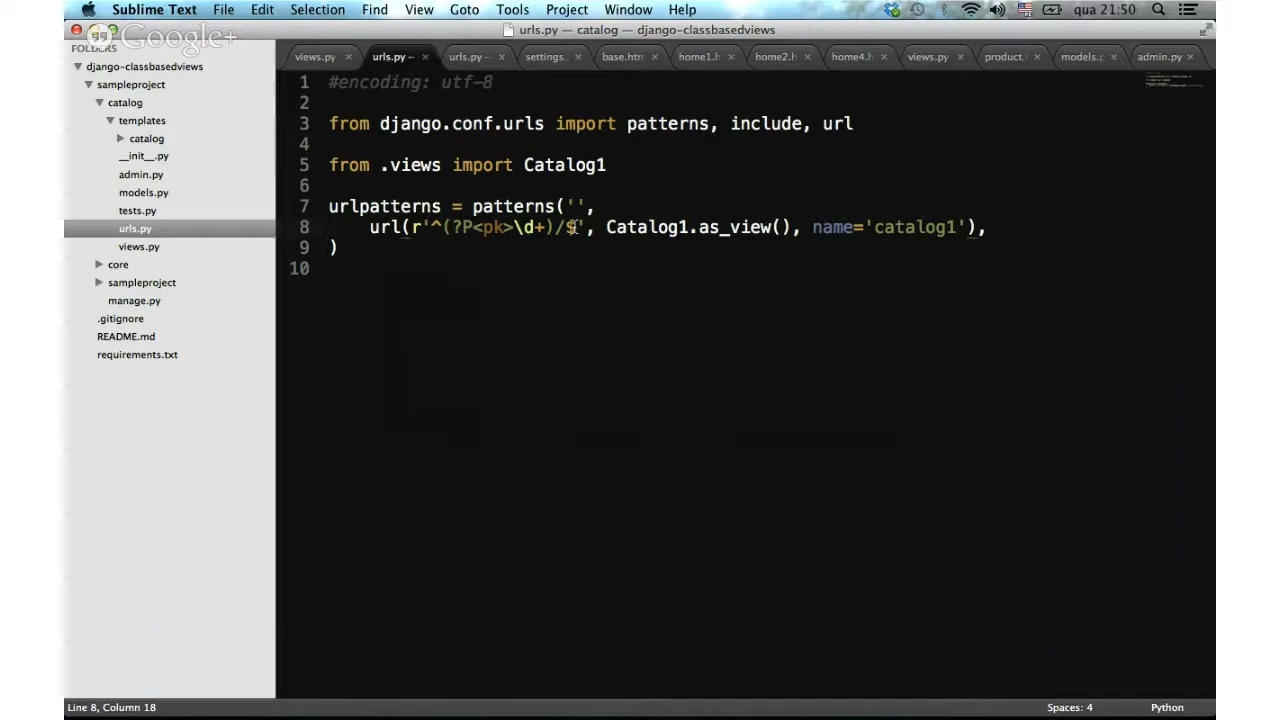 Sublime Text File Edit Selection Find View Goto Tools Project Window Help qua 21:50
urls.py — catalog — django-classbasedviews
Google+
FOLDERS
django-classbasedviews
sampleproject
catalog
templates
catalog
__init__.py
admin.py
models.py
tests.py
urls.py
views.py
core
sampleproject
manage.py
.gitignore
README.md
requirements.txt
views.py × urls.py — × urls.py — × settings. × base.htm × home1.h × home2.h × home4.h × views.py × product. × models.p × admin.py ×
1 #encoding: utf-8
2
3 from django.conf.urls import patterns, include, url
4
5 from .views import Catalog1
6
7 urlpatterns = patterns('',
8 url(r'^(?P<pk>\d+)/$', Catalog1.as_view(), name='catalog1'),
9 )
10
Line 8, Column 18 Spaces: 4 Python